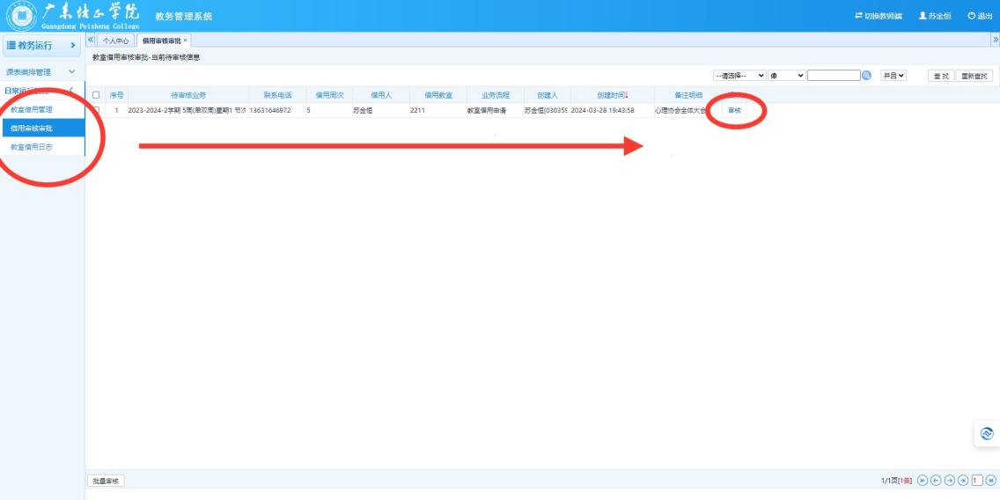 广东培正学院 教务管理系统 切换教师端 苏金恒 退出
Guangdong Peizheng College
教务运行
个人中心 借用审核审批 ×
教室借用审核审批-当前待审核信息
课表编排管理
--请选择-- 像 并且 查 找 重新查找
日常运行
序号 待审核业务 联系电话 借用周次 借用人 借用教室 业务流程 创建人 创建时间 备注明细
教室借用管理
1 2023-2024-2学期 5周(单双周)星期1 节次 13631646972 5 苏金恒 2211 教室借用申请 苏金恒[030359 2024-03-28 19:43:58 心理协会全体大会 审核
借用审核审批
教室借用日志
批量审核
1/1页[1条] 1